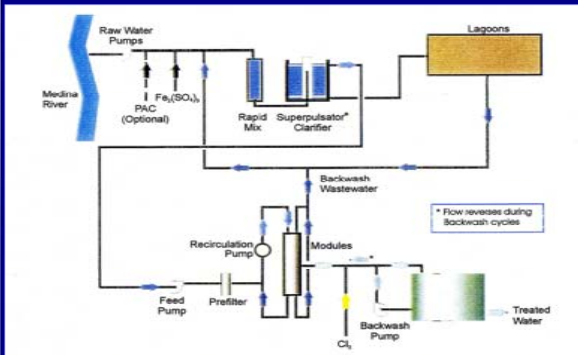 Raw Water
Pumps
Lagoons
Medina
River
PAC
(Optional)
Fe₂(SO₄)₃
Rapid
Mix
Superpulsator*
Clarifier
Backwash
Wastewater
* Flow reverses during
Backwash cycles
Recirculation
Pump
Modules
Feed
Pump
Prefilter
Cl₂
Backwash
Pump
Treated
Water